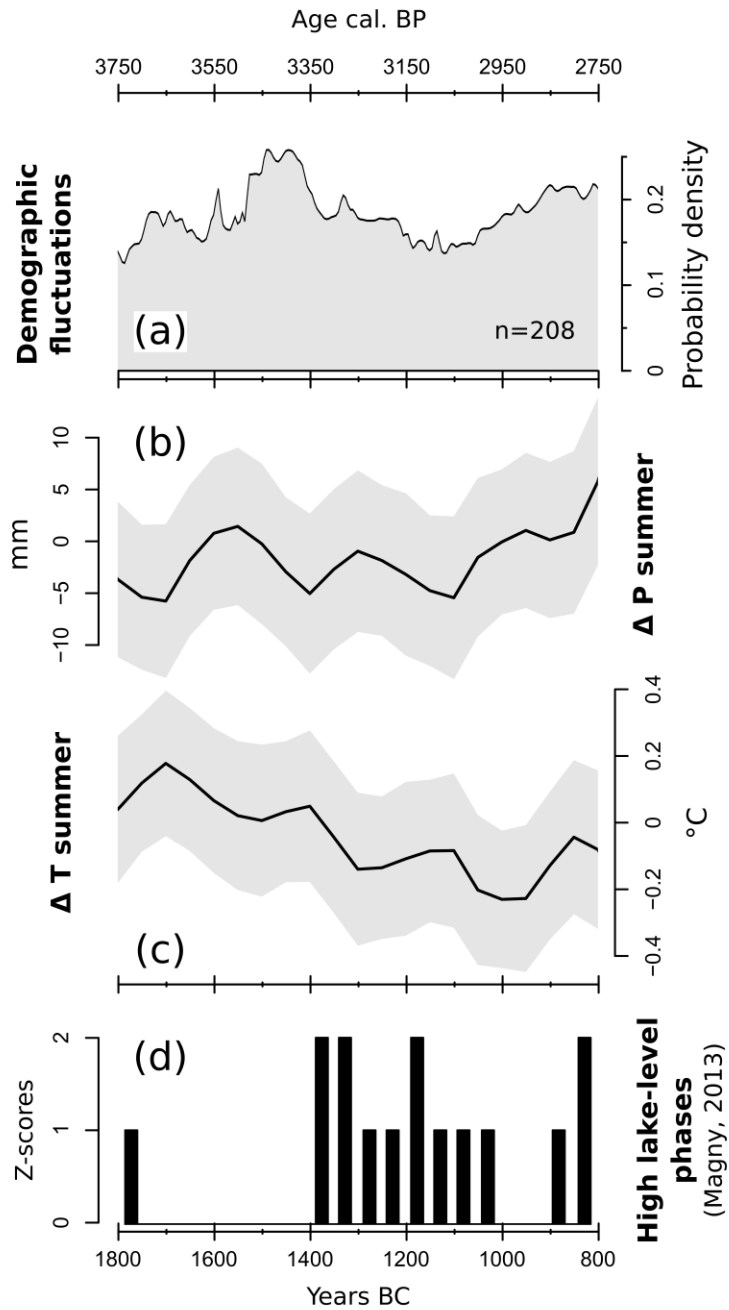 Age cal. BP
3750 3550 3350 3150 2950 2750
Demographic
fluctuations
(a)
n=208
0 0.1 0.2
Probability density
(b)
−10 −5 0 5 10
mm
Δ P summer
Δ T summer
(c)
−0.4 −0.2 0 0.2 0.4
°C
(d)
0 1 2
Z-scores
High lake-level
phases
(Magny, 2013)
1800 1600 1400 1200 1000 800
Years BC